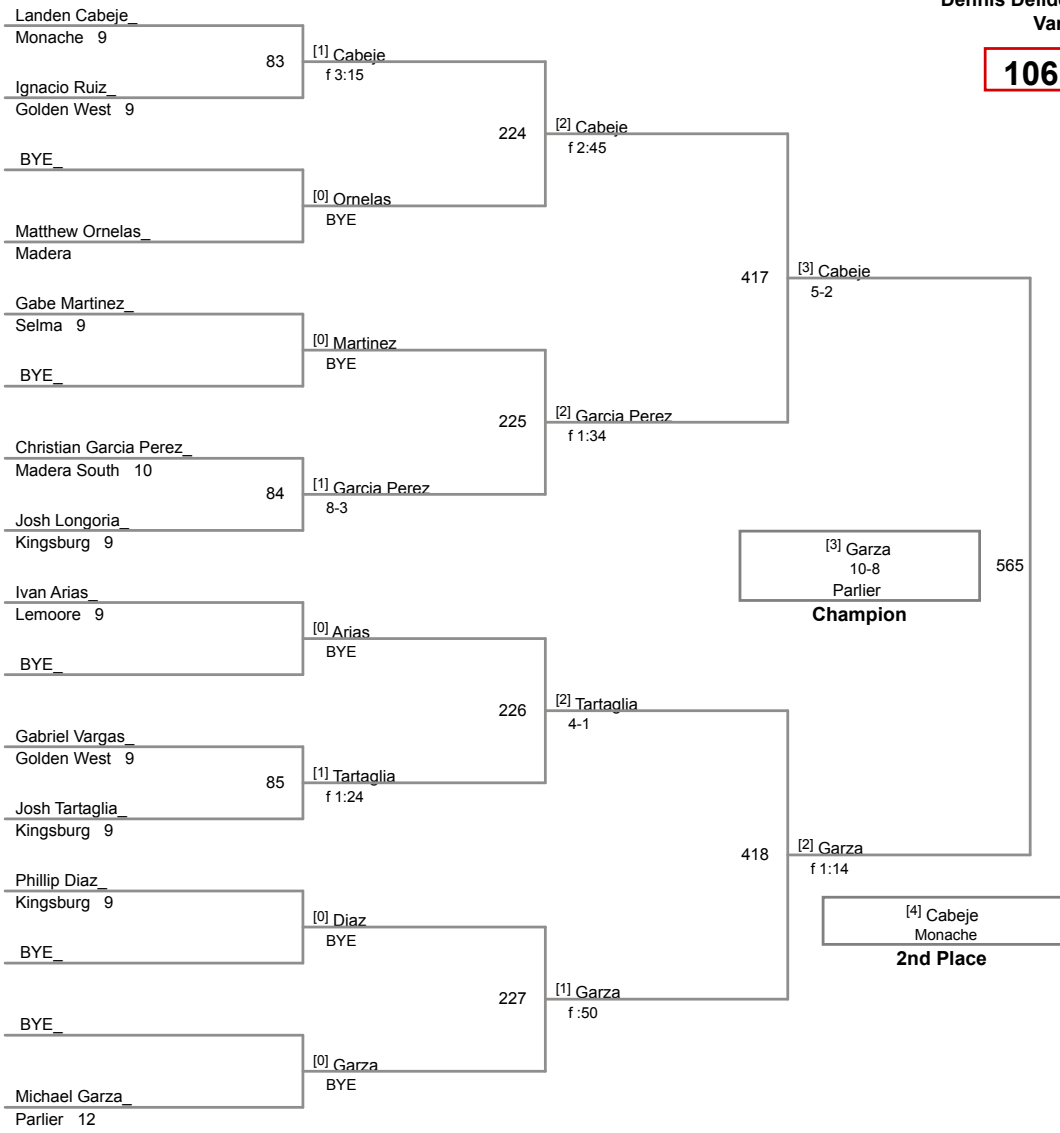 Landen Cabeje_
Monache 9
83
[1] Cabeje
f 3:15
Ignacio Ruiz_
Golden West 9
224
[2] Cabeje
f 2:45
BYE_
[0] Ornelas
BYE
Matthew Ornelas_
Madera
417
[3] Cabeje
5-2
Gabe Martinez_
Selma 9
[0] Martinez
BYE
BYE_
225
[2] Garcia Perez
f 1:34
Christian Garcia Perez_
Madera South 10
84
[1] Garcia Perez
8-3
Josh Longoria_
Kingsburg 9
[3] Garza
10-8
Parlier
Champion
565
Ivan Arias_
Lemoore 9
[0] Arias
BYE
BYE_
226
[2] Tartaglia
4-1
Gabriel Vargas_
Golden West 9
85
[1] Tartaglia
f 1:24
Josh Tartaglia_
Kingsburg 9
418
[2] Garza
f 1:14
Phillip Diaz_
Kingsburg 9
[0] Diaz
BYE
BYE_
[4] Cabeje
Monache
2nd Place
227
[1] Garza
f :50
BYE_
[0] Garza
BYE
Michael Garza_
Parlier 12
Dennis
106